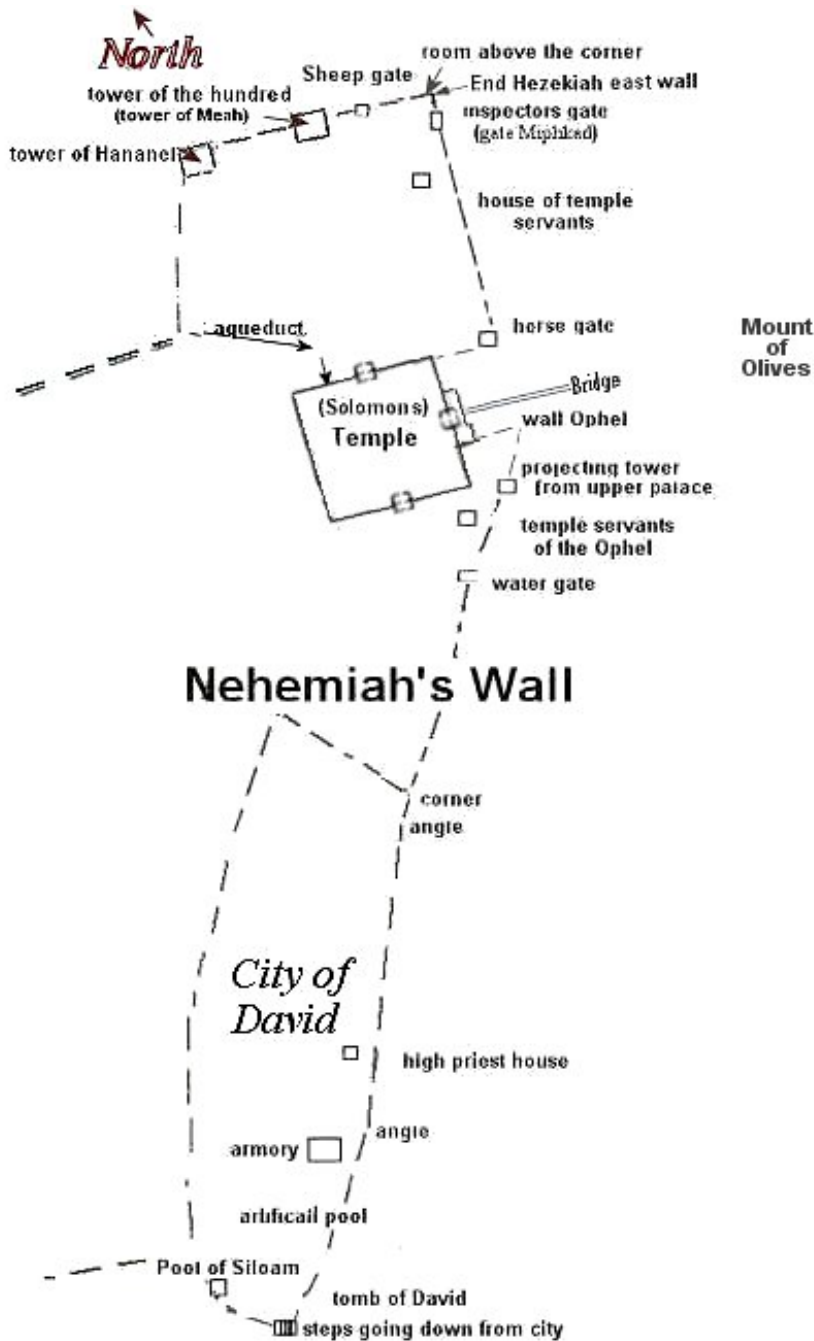 North
room above the corner
Sheep gate
End Hezekiah east wall
tower of the hundred
(tower of Meah)
inspectors gate
(gate Miphkad)
tower of Hananel
house of temple
servants
aqueduct
horse gate
Mount
of
Olives
Bridge
(Solomons)
Temple
wall Ophel
projecting tower
from upper palace
temple servants
of the Ophel
water gate
Nehemiah's Wall
corner
angle
City of
David
high priest house
angle
armory
artificail pool
Pool of Siloam
tomb of David
steps going down from city